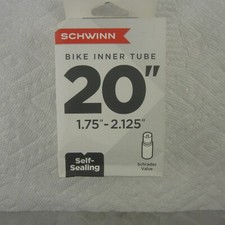 SCHWINN
BIKE INNER TUBE
20"
1.75" - 2.125"
Self-
Sealing
Schrader
Valve